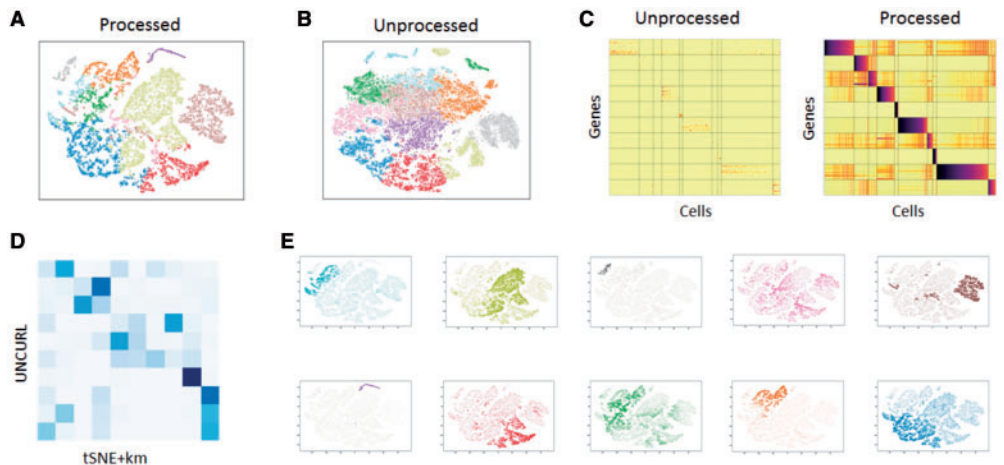 A
Processed
B
Unprocessed
C
Unprocessed
Genes
Cells
Processed
Genes
Cells
D
UNCURL
tSNE+km
E